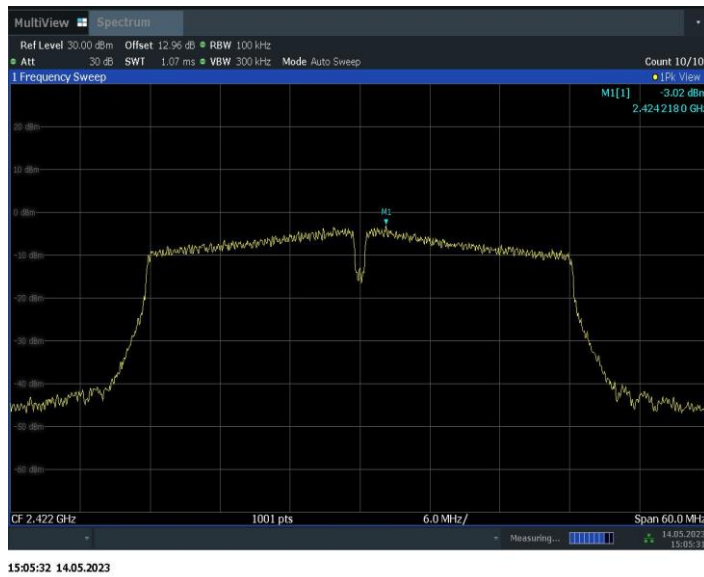 MultiView Spectrum
Ref Level 30.00 dBm Offset 12.96 dB RBW 100 kHz
Att 30 dB SWT 1.07 ms VBW 300 kHz Mode Auto Sweep Count 10/10
1 Frequency Sweep 1Pk View
M1[1] -3.02 dBm
2.4242180 GHz
20 dBm
10 dBm
0 dBm
M1
-10 dBm
-20 dBm
-30 dBm
-40 dBm
-50 dBm
-60 dBm
CF 2.422 GHz 1001 pts 6.0 MHz/ Span 60.0 MHz
Measuring... 14.05.2023
15:05:31
15:05:32 14.05.2023